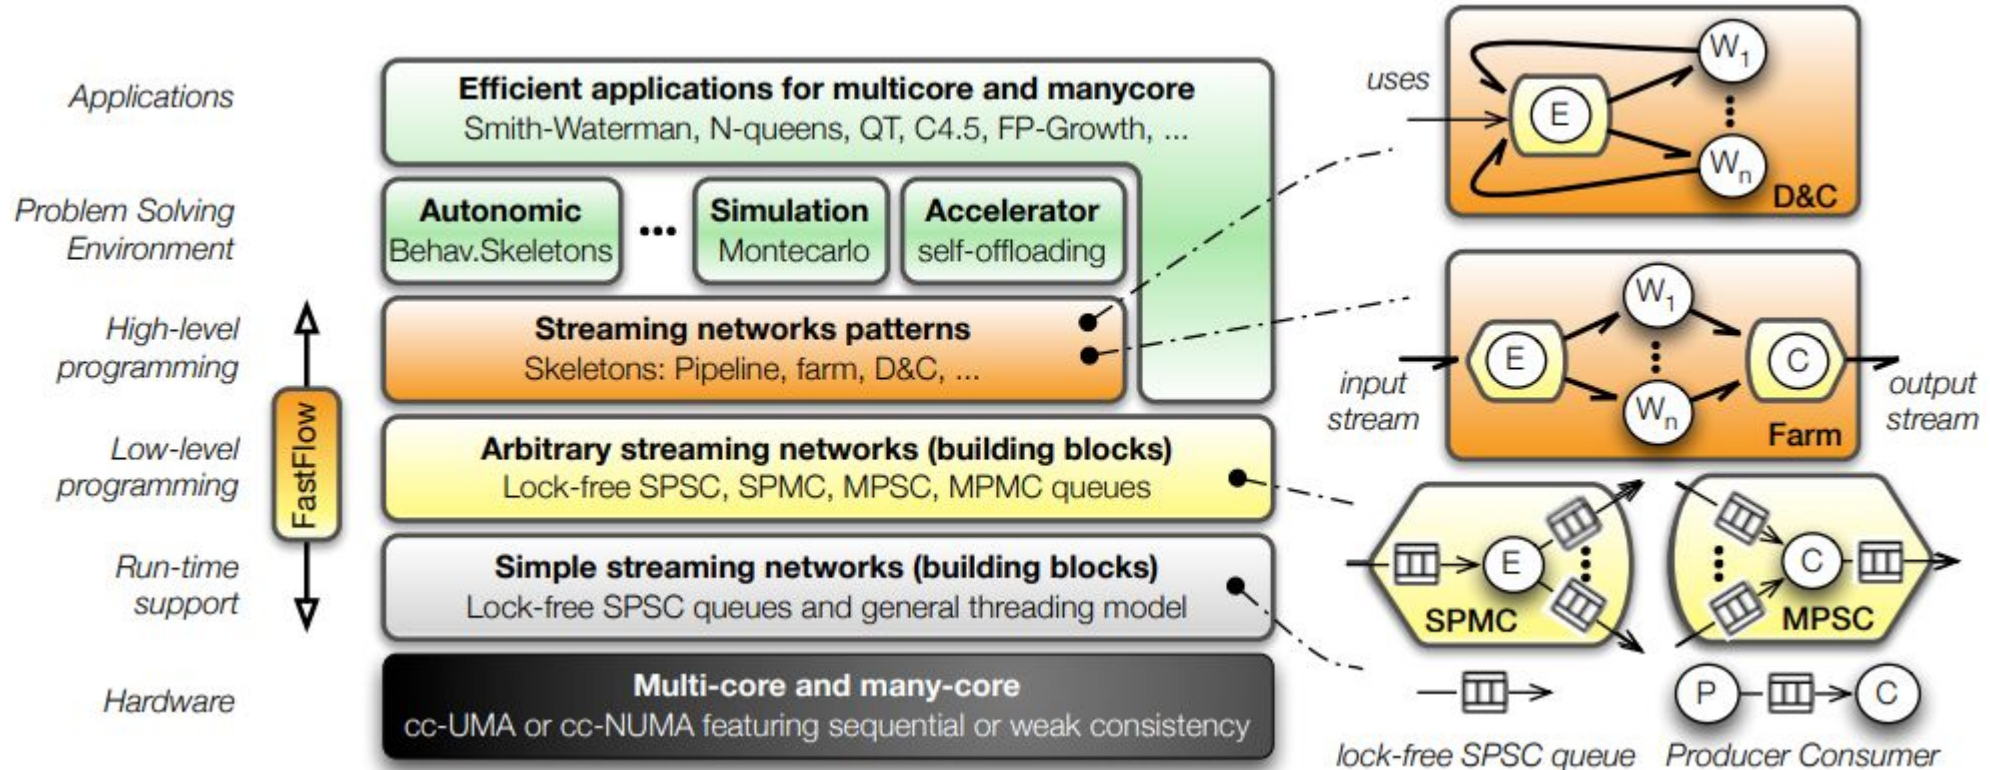 Applications
Efficient applications for multicore and manycore
Smith-Waterman, N-queens, QT, C4.5, FP-Growth, ...
Problem Solving
Environment
Autonomic
Behav.Skeletons
...
Simulation
Montecarlo
Accelerator
self-offloading
High-level
programming
Streaming networks patterns
Skeletons: Pipeline, farm, D&C, ...
FastFlow
Low-level
programming
Arbitrary streaming networks (building blocks)
Lock-free SPSC, SPMC, MPSC, MPMC queues
Run-time
support
Simple streaming networks (building blocks)
Lock-free SPSC queues and general threading model
Hardware
Multi-core and many-core
cc-UMA or cc-NUMA featuring sequential or weak consistency
uses
E
W1
Wn
D&C
input
stream
E
W1
Wn
C
Farm
output
stream
E
SPMC
C
MPSC
lock-free SPSC queue
P
C
Producer Consumer